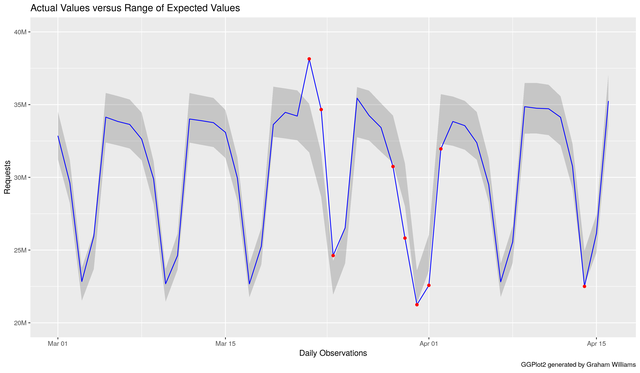 Actual Values versus Range of Expected Values
40M
35M
30M
25M
20M
Requests
Mar 01
Mar 15
Apr 01
Apr 15
Daily Observations
GGPlot2 generated by Graham Williams